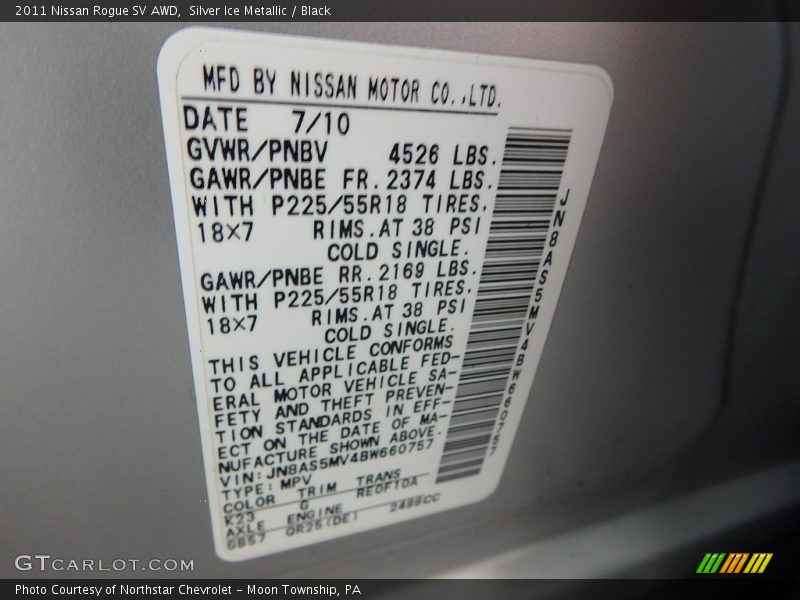 2011 Nissan Rogue SV AWD,  Silver Ice Metallic / Black
MFD BY NISSAN MOTOR CO.,LTD.
DATE 7/10
GVWR/PNBV 4526 LBS.
GAWR/PNBE FR. 2374 LBS.
WITH P225/55R18 TIRES.
18×7 RIMS.AT 38 PSI
COLD SINGLE.
GAWR/PNBE RR. 2169 LBS.
WITH P225/55R18 TIRES.
18×7 RIMS.AT 38 PSI
COLD SINGLE.
THIS VEHICLE CONFORMS
TO ALL APPLICABLE FED-
ERAL MOTOR VEHICLE SA-
FETY AND THEFT PREVEN-
TION STANDARDS IN EFF-
ECT ON THE DATE OF MA-
NUFACTURE SHOWN ABOVE.
VIN:JN8AS5MV4BW660757
TYPE:MPV
COLOR TRIM TRANS
K23 G RE0F10A
AXLE ENGINE
GB57 QR25(DE) 2488CC
JN8AS5MV4BW660757
GTCARLOT.COM
Photo Courtesy of Northstar Chevrolet – Moon Township, PA